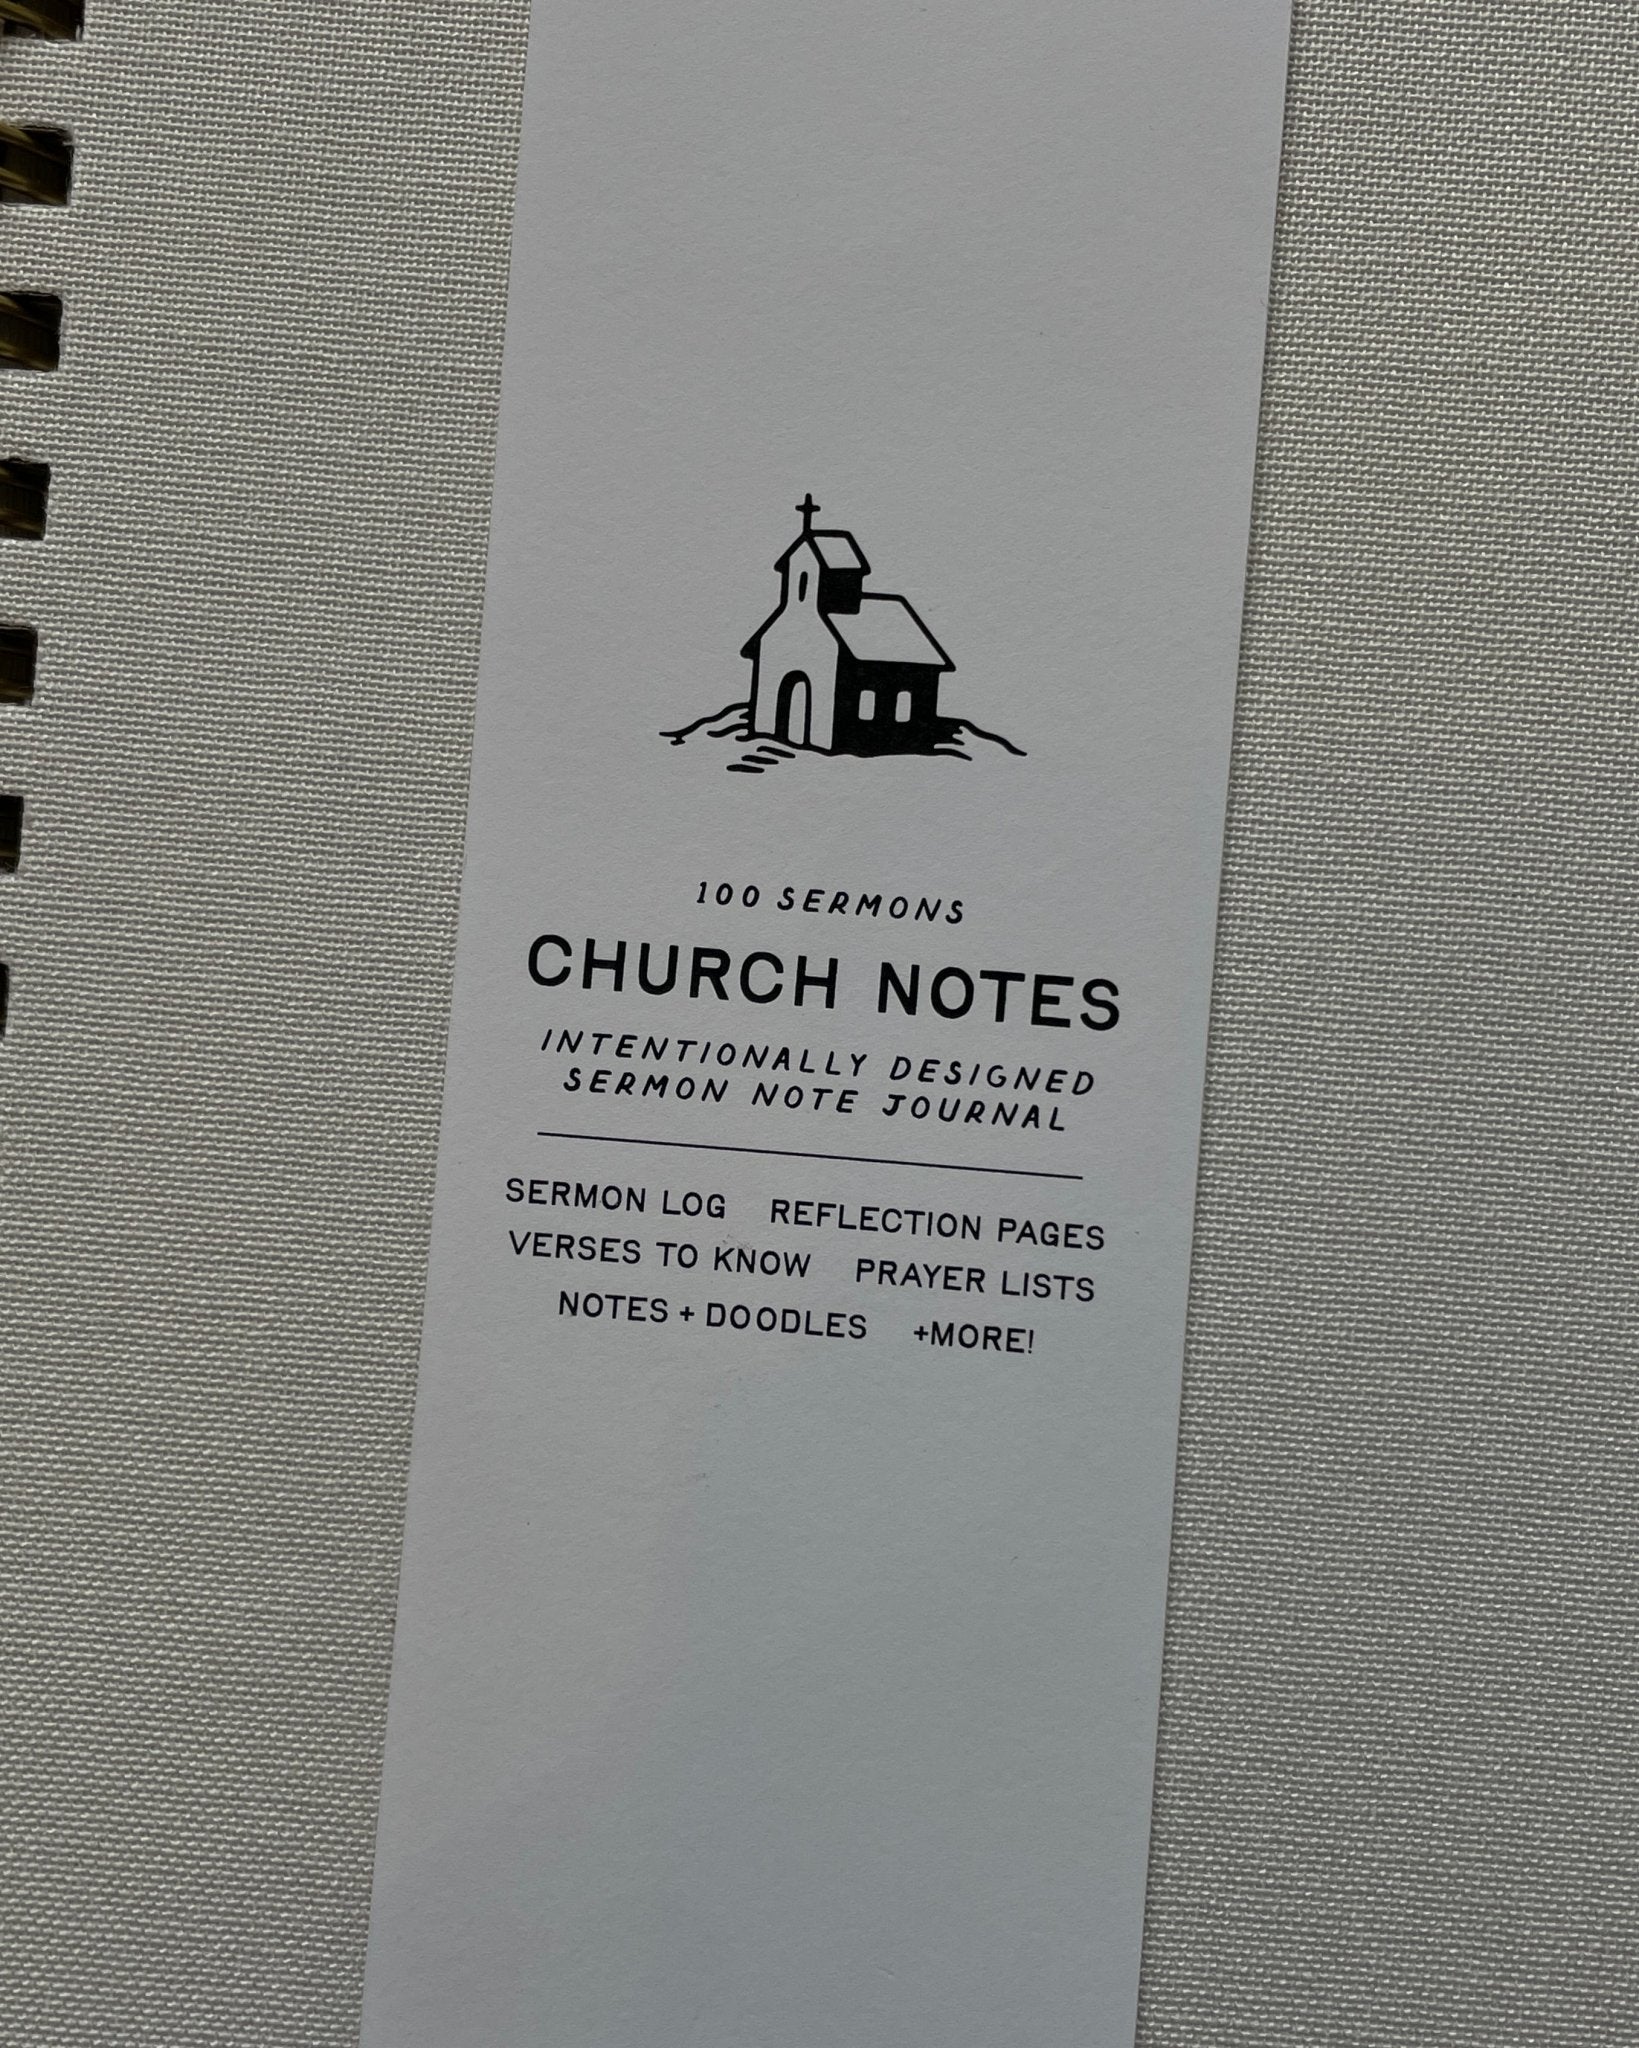 100 SERMONS
CHURCH NOTES
INTENTIONALLY DESIGNED
SERMON NOTE JOURNAL
SERMON LOG REFLECTION PAGES
VERSES TO KNOW PRAYER LISTS
NOTES + DOODLES +MORE!